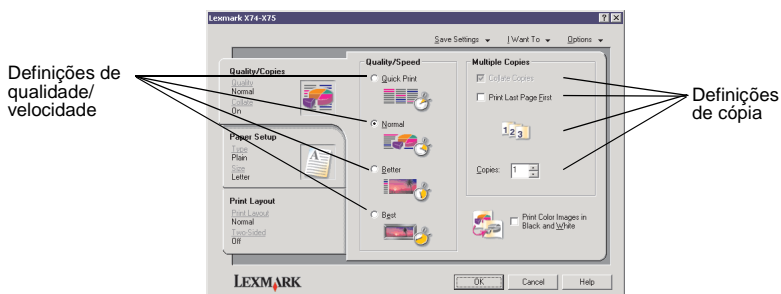 Lexmark X74-X75
Save Settings
I Want To
Options
Definições de
qualidade/
velocidade
Quality/Copies
Quality
Normal
Collate
On
Paper Setup
Type
Plain
Size
Letter
Print Layout
Print Layout
Normal
Two-Sided
Off
Quality/Speed
Quick Print
Normal
Better
Best
Multiple Copies
Collate Copies
Print Last Page First
1 2 3
Copies: 1
Print Color Images in
Black and White
Definições
de cópia
LEXMARK
OK
Cancel
Help